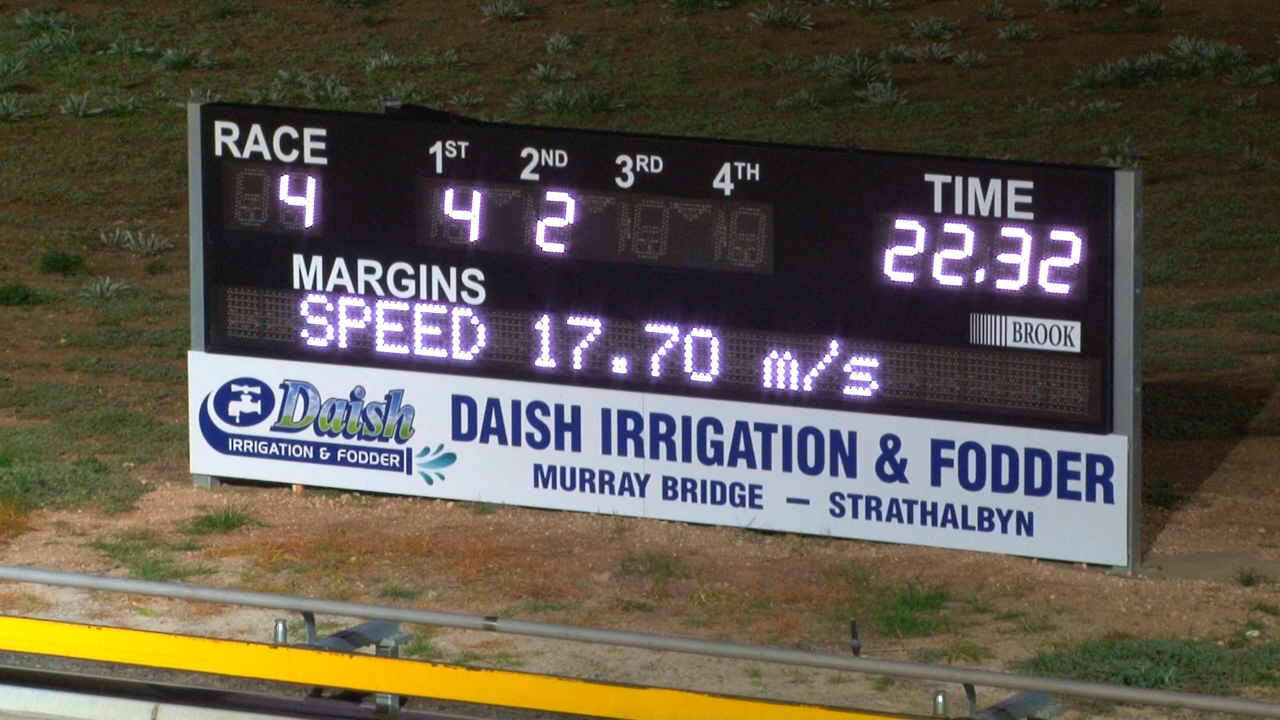 RACE 1ST 2ND 3RD 4TH TIME
4 4 2 22.32
MARGINS
SPEED 17.70 m/s
BROOK
Daish
IRRIGATION & FODDER
DAISH IRRIGATION & FODDER
MURRAY BRIDGE — STRATHALBYN